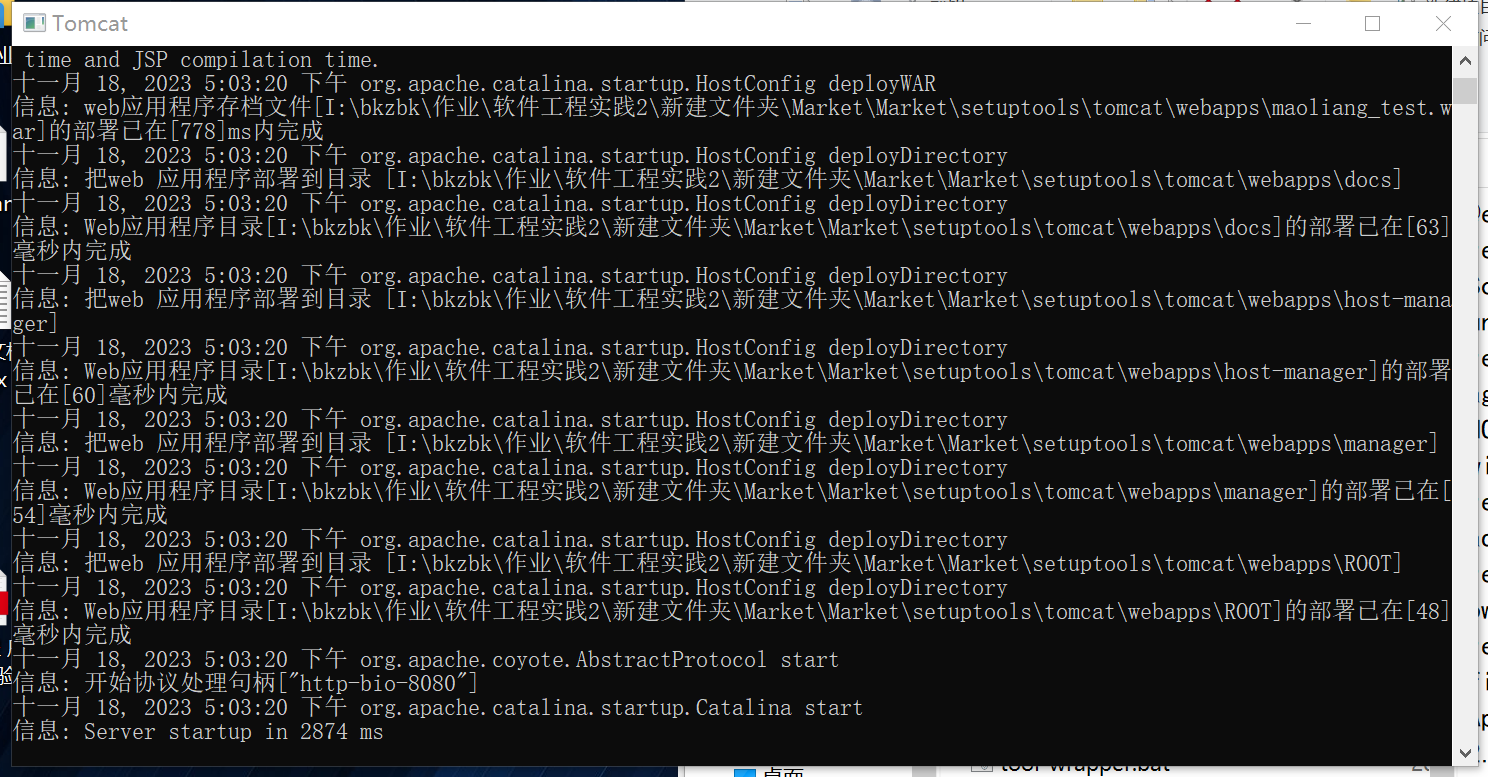 Tomcat
time and JSP compilation time.
十一月 18, 2023 5:03:20 下午 org.apache.catalina.startup.HostConfig deployWAR
信息: web应用程序存档文件[I:\bkzbk\作业\软件工程实践2\新建文件夹\Market\Market\setuptools\tomcat\webapps\maoliang_test.w
ar]的部署已在[778]ms内完成
十一月 18, 2023 5:03:20 下午 org.apache.catalina.startup.HostConfig deployDirectory
信息: 把web 应用程序部署到目录 [I:\bkzbk\作业\软件工程实践2\新建文件夹\Market\Market\setuptools\tomcat\webapps\docs]
十一月 18, 2023 5:03:20 下午 org.apache.catalina.startup.HostConfig deployDirectory
信息: Web应用程序目录[I:\bkzbk\作业\软件工程实践2\新建文件夹\Market\Market\setuptools\tomcat\webapps\docs]的部署已在[63]
毫秒内完成
十一月 18, 2023 5:03:20 下午 org.apache.catalina.startup.HostConfig deployDirectory
信息: 把web 应用程序部署到目录 [I:\bkzbk\作业\软件工程实践2\新建文件夹\Market\Market\setuptools\tomcat\webapps\host-mana
ger]
十一月 18, 2023 5:03:20 下午 org.apache.catalina.startup.HostConfig deployDirectory
信息: Web应用程序目录[I:\bkzbk\作业\软件工程实践2\新建文件夹\Market\Market\setuptools\tomcat\webapps\host-manager]的部署
已在[60]毫秒内完成
十一月 18, 2023 5:03:20 下午 org.apache.catalina.startup.HostConfig deployDirectory
信息: 把web 应用程序部署到目录 [I:\bkzbk\作业\软件工程实践2\新建文件夹\Market\Market\setuptools\tomcat\webapps\manager]
十一月 18, 2023 5:03:20 下午 org.apache.catalina.startup.HostConfig deployDirectory
信息: Web应用程序目录[I:\bkzbk\作业\软件工程实践2\新建文件夹\Market\Market\setuptools\tomcat\webapps\manager]的部署已在[
54]毫秒内完成
十一月 18, 2023 5:03:20 下午 org.apache.catalina.startup.HostConfig deployDirectory
信息: 把web 应用程序部署到目录 [I:\bkzbk\作业\软件工程实践2\新建文件夹\Market\Market\setuptools\tomcat\webapps\ROOT]
十一月 18, 2023 5:03:20 下午 org.apache.catalina.startup.HostConfig deployDirectory
信息: Web应用程序目录[I:\bkzbk\作业\软件工程实践2\新建文件夹\Market\Market\setuptools\tomcat\webapps\ROOT]的部署已在[48]
毫秒内完成
十一月 18, 2023 5:03:20 下午 org.apache.coyote.AbstractProtocol start
信息: 开始协议处理句柄["http-bio-8080"]
十一月 18, 2023 5:03:20 下午 org.apache.catalina.startup.Catalina start
信息: Server startup in 2874 ms
桌面
tool-wrapper.bat